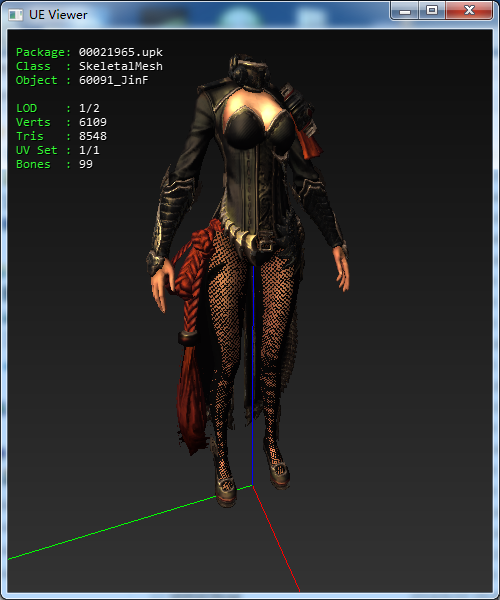 UE Viewer
Package: 00021965.upk
Class : SkeletalMesh
Object : 60091_JinF
LOD : 1/2
Verts : 6109
Tris : 8548
UV Set : 1/1
Bones : 99